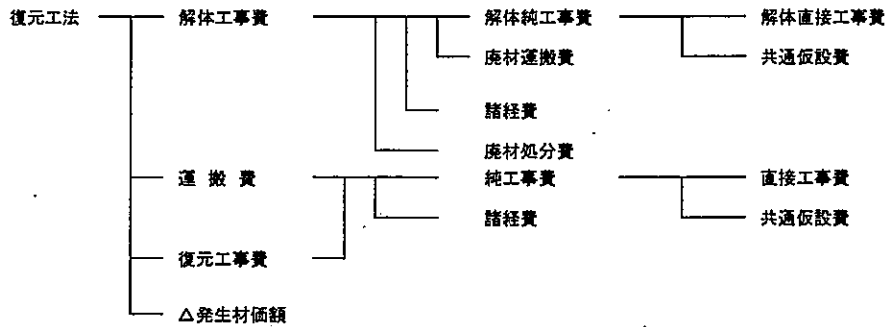 復元工法 解体工事費 解体純工事費 解体直接工事費
廃材運搬費 共通仮設費
諸経費
廃材処分費
運搬費 純工事費 直接工事費
諸経費 共通仮設費
復元工事費
△発生材価額